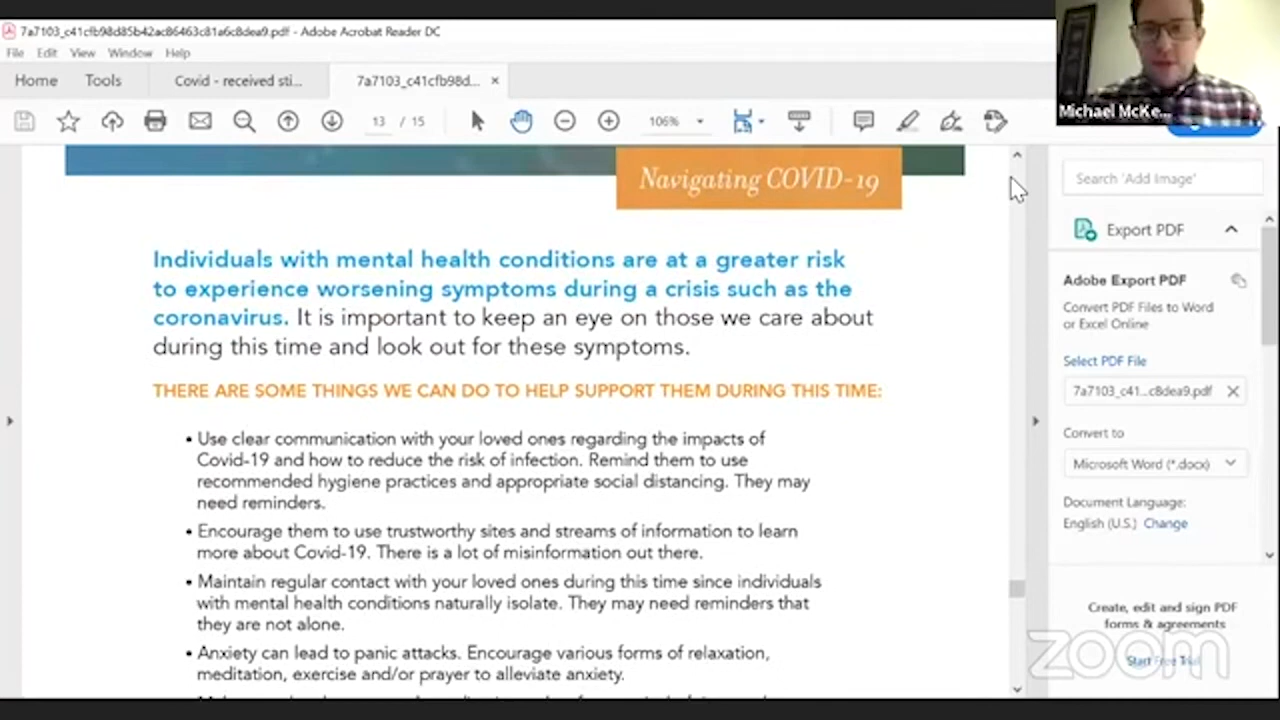 7a7103_c41cfb98d85b42ac86463c81a6c8dea9.pdf - Adobe Acrobat Reader DC
File Edit View Window Help
Home Tools Covid - received sti... 7a7103_c41cfb98d... ×
13 / 15 106%
Michael McKe...
Navigating COVID-19
Individuals with mental health conditions are at a greater risk
to experience worsening symptoms during a crisis such as the
coronavirus. It is important to keep an eye on those we care about
during this time and look out for these symptoms.
THERE ARE SOME THINGS WE CAN DO TO HELP SUPPORT THEM DURING THIS TIME:
• Use clear communication with your loved ones regarding the impacts of
Covid-19 and how to reduce the risk of infection. Remind them to use
recommended hygiene practices and appropriate social distancing. They may
need reminders.
• Encourage them to use trustworthy sites and streams of information to learn
more about Covid-19. There is a lot of misinformation out there.
• Maintain regular contact with your loved ones during this time since individuals
with mental health conditions naturally isolate. They may need reminders that
they are not alone.
• Anxiety can lead to panic attacks. Encourage various forms of relaxation,
meditation, exercise and/or prayer to alleviate anxiety.
Search 'Add Image'
Export PDF
Adobe Export PDF
Convert PDF Files to Word
or Excel Online
Select PDF File
7a7103_c41...c8dea9.pdf
Convert to
Microsoft Word (*.docx)
Document Language:
English (U.S.) Change
Create, edit and sign PDF
forms & agreements
Start Free Trial
zoom